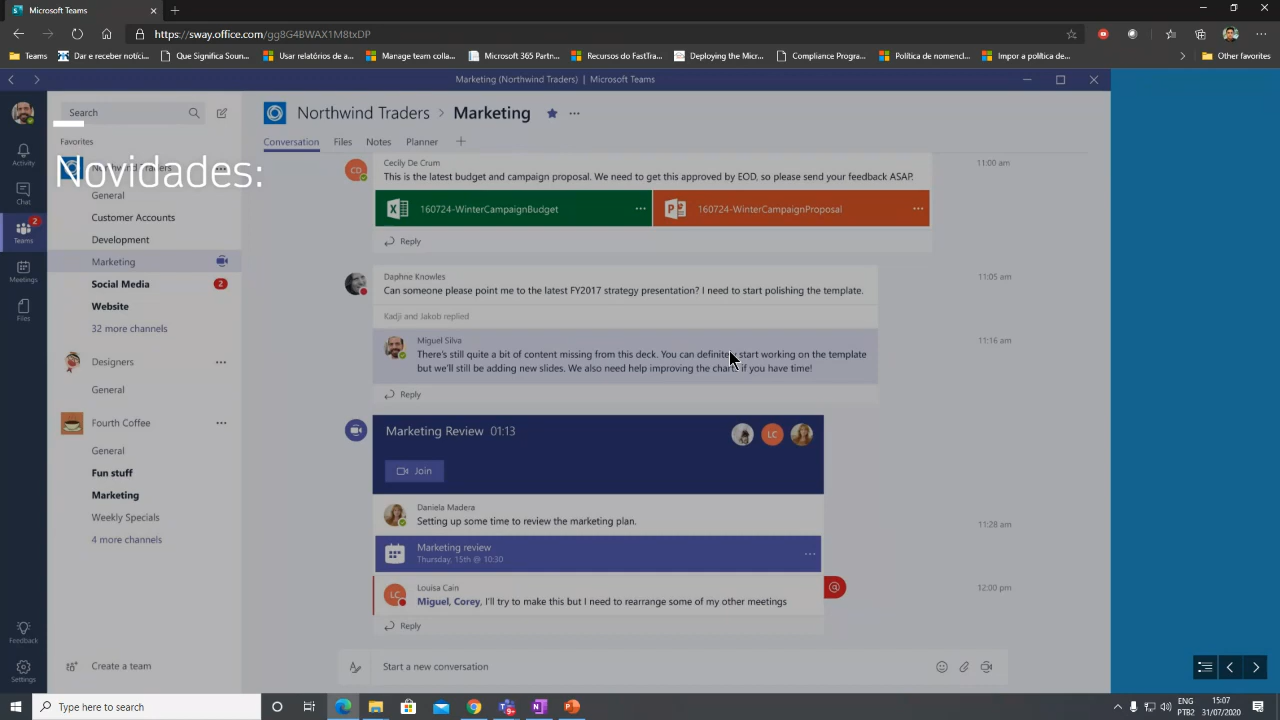 Microsoft Teams
https://sway.office.com/gg8G4BWAX1M8txDP
Teams
Dar e receber notíci...
Que Significa Soun...
Usar relatórios de a...
Manage team colla...
Microsoft 365 Partn...
Recursos do FastTra...
Deploying the Micr...
Compliance Progra...
Política de nomencl...
Impor a política de...
Other favorites
Marketing (Northwind Traders) | Microsoft Teams
Search
Northwind Traders > Marketing
Favorites
Conversation Files Notes Planner
Novidades:
Activity
Chat
Teams
2
Meetings
Files
Feedback
Settings
General
Customer Accounts
Development
Marketing
Social Media 2
Website
32 more channels
Designers
General
Fourth Coffee
General
Fun stuff
Marketing
Weekly Specials
4 more channels
Create a team
CD
Cecily De Crum
11:00 am
This is the latest budget and campaign proposal. We need to get this approved by EOD, so please send your feedback ASAP.
160724-WinterCampaignBudget
160724-WinterCampaignProposal
Reply
Daphne Knowles
11:05 am
Can someone please point me to the latest FY2017 strategy presentation? I need to start polishing the template.
Kadji and Jakob replied
Miguel Silva
11:16 am
There's still quite a bit of content missing from this deck. You can start working on the template
but we'll still be adding new slides. We also need help improving the if you have time!
Reply
Marketing Review 01:13
LC
Join
Daniela Madera
Setting up some time to review the marketing plan.
11:28 am
Marketing review
Thursday, 15th @ 10:30
LC
Louisa Cain
@
12:00 pm
Miguel, Corey, I'll try to make this but I need to rearrange some of my other meetings
Reply
Start a new conversation
Type here to search
15:07
PTB2
31/07/2020